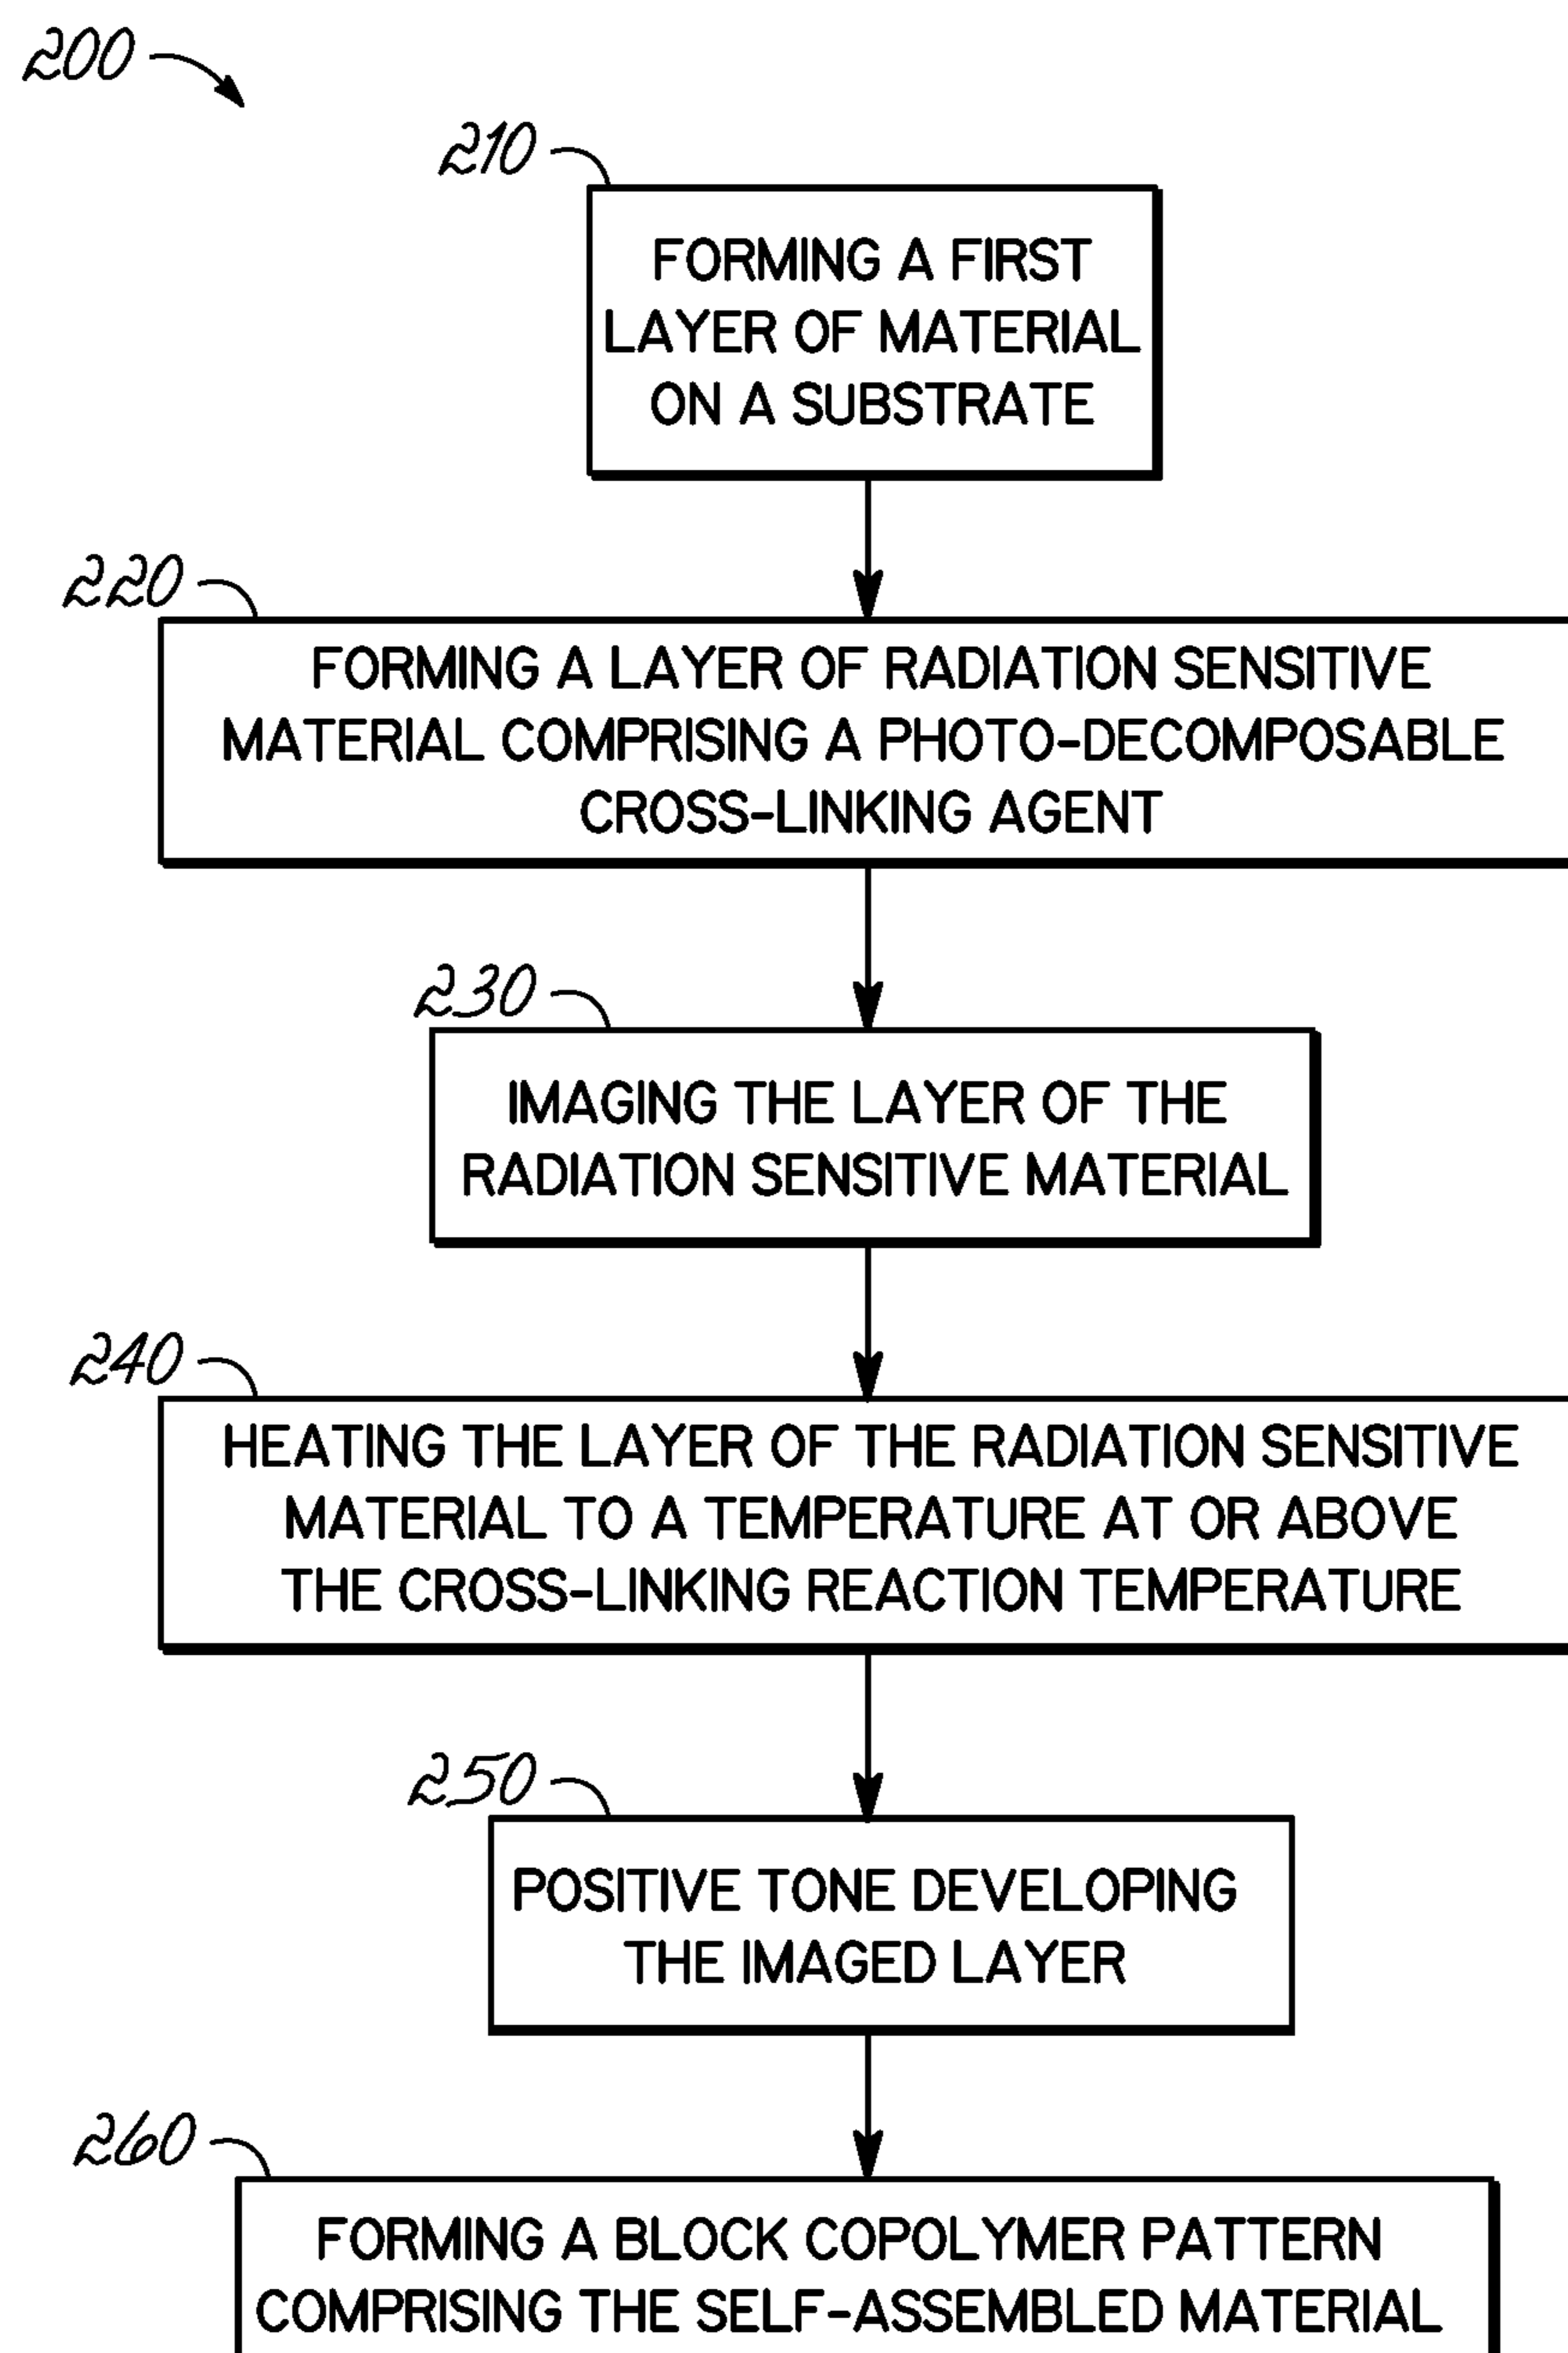 200
210
FORMING A FIRST
LAYER OF MATERIAL
ON A SUBSTRATE
220
FORMING A LAYER OF RADIATION SENSITIVE
MATERIAL COMPRISING A PHOTO-DECOMPOSABLE
CROSS-LINKING AGENT
230
IMAGING THE LAYER OF THE
RADIATION SENSITIVE MATERIAL
240
HEATING THE LAYER OF THE RADIATION SENSITIVE
MATERIAL TO A TEMPERATURE AT OR ABOVE
THE CROSS-LINKING REACTION TEMPERATURE
250
POSITIVE TONE DEVELOPING
THE IMAGED LAYER
260
FORMING A BLOCK COPOLYMER PATTERN
COMPRISING THE SELF-ASSEMBLED MATERIAL